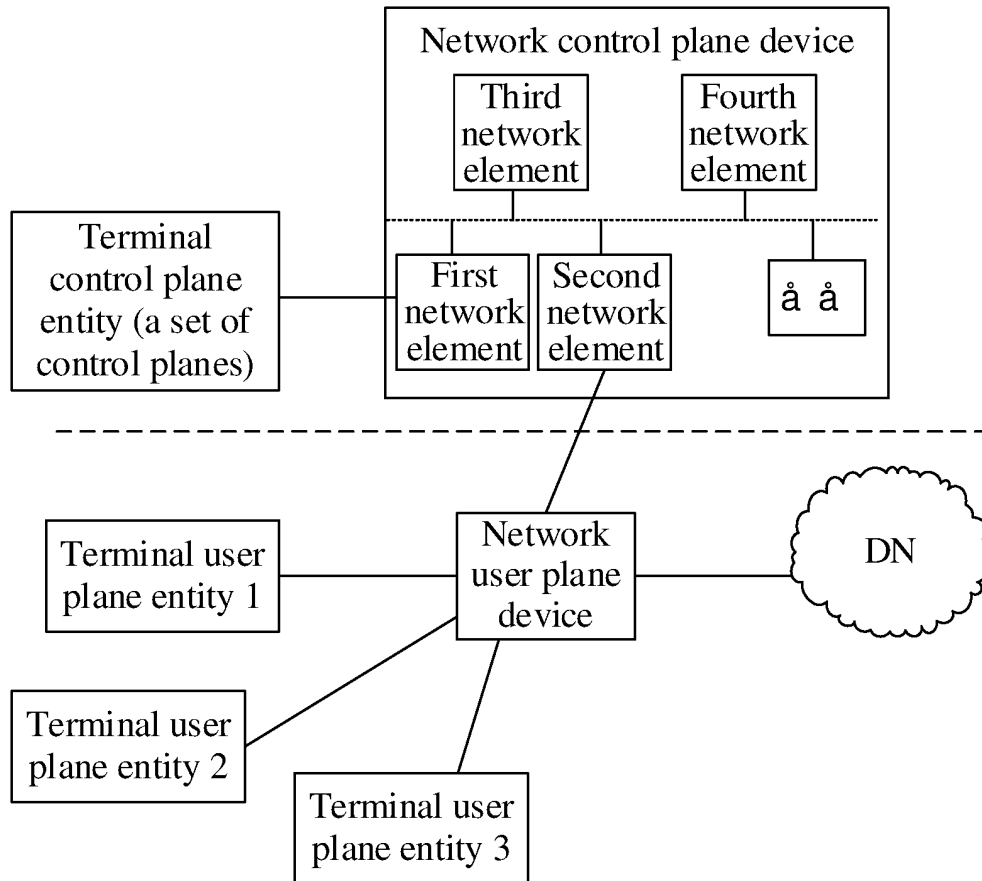 Network control plane device
Third
network
element
Fourth
network
element
Terminal
control plane
entity (a set of
control planes)
First
network
element
Second
network
element
å å
Terminal user
plane entity 1
Network
user plane
device
DN
Terminal user
plane entity 2
Terminal user
plane entity 3